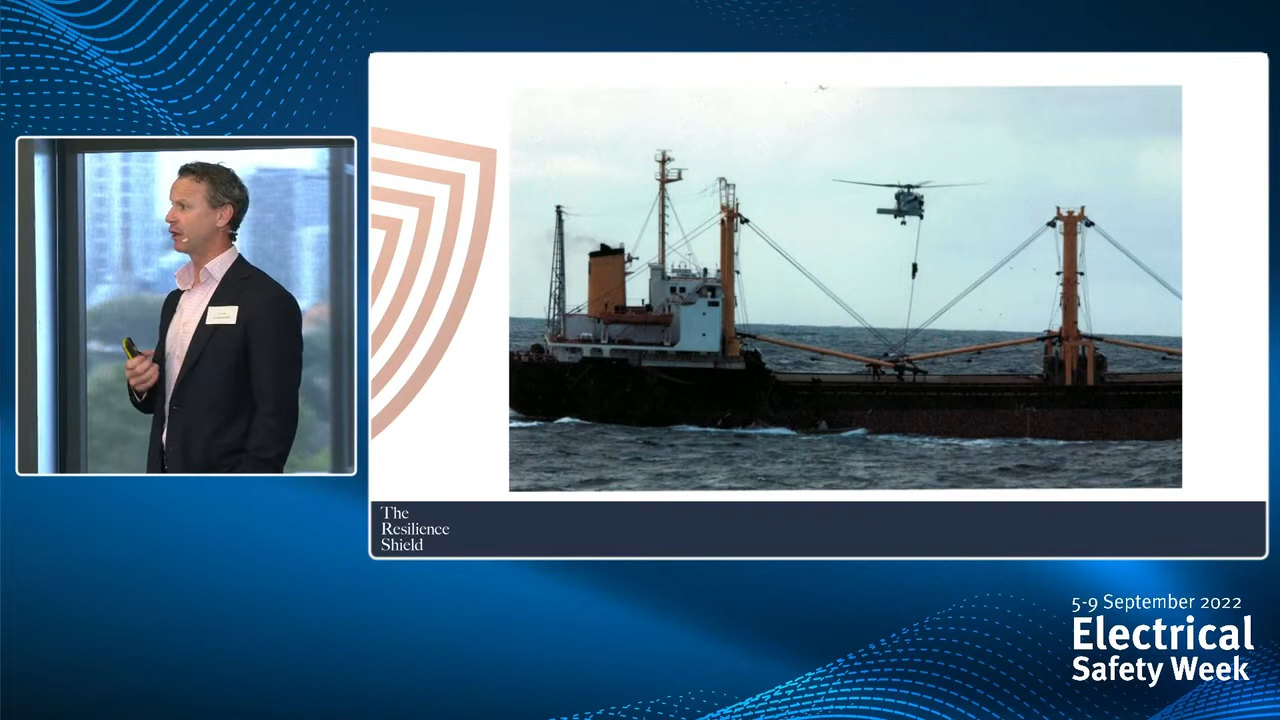 The
Resilience
Shield
5-9 September 2022
Electrical
Safety Week